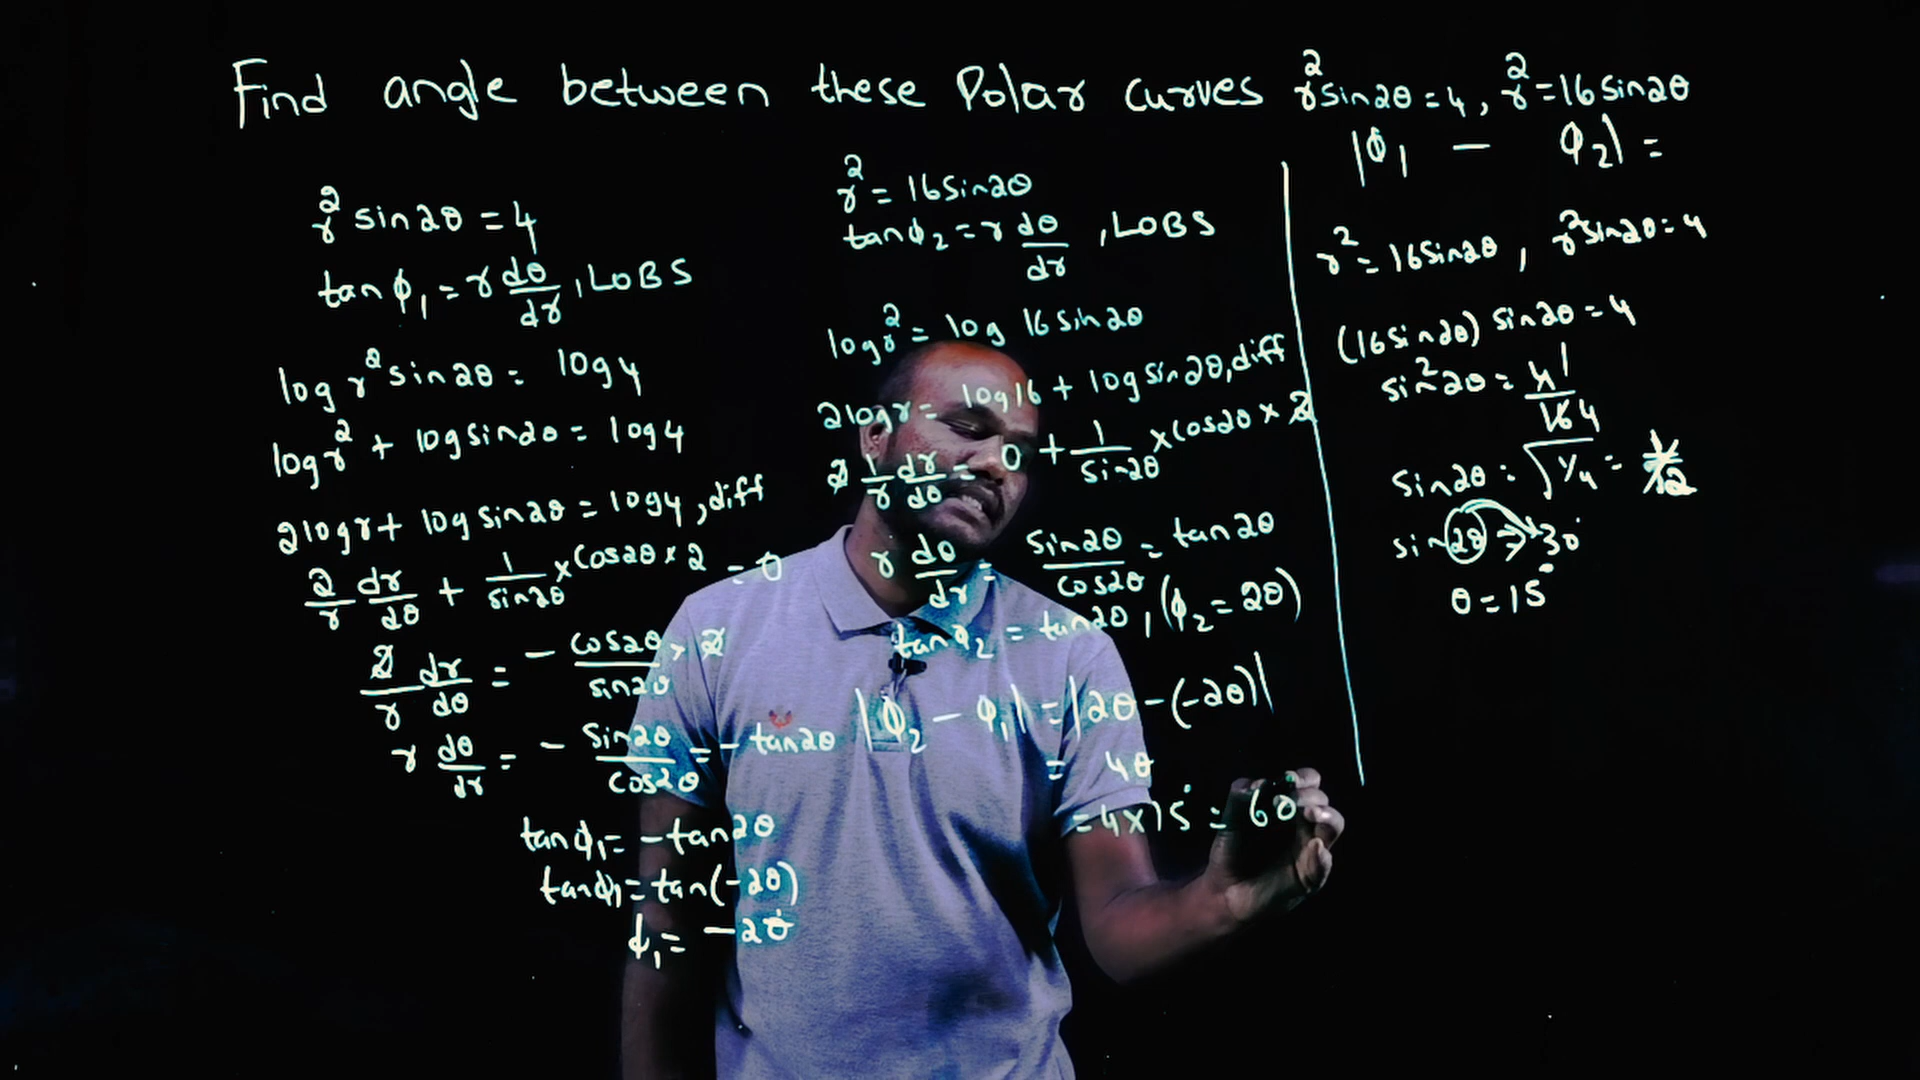 Find angle between these Polar curves r²sin2θ=4, r²=16sin2θ
|ϕ₁ − ϕ₂| =
r² sin2θ = 4
tanϕ₁ = r dθ/dr, LOBS
log r² sin2θ = log4
log r² + log sin2θ = log4
2logr + log sin2θ = log4, diff
2/r dr/dθ + 1/sin2θ × cos2θ × 2 = 0
2/r dr/dθ = − cos2θ × 2/sin2θ
r dθ/dr = − sin2θ/cos2θ = − tan2θ
tanϕ₁ = −tan2θ
tanϕ₁ = tan(−2θ)
ϕ₁ = −2θ
r² = 16sin2θ
tanϕ₂ = r dθ/dr, LOBS
log r² = log 16 sin2θ
2logr = log16 + log sin2θ, diff
2 1/r dr/dθ = 0 + 1/sin2θ × cos2θ × 2
r dθ/dr = sin2θ/cos2θ = tan2θ
tanϕ₂ = tan2θ, (ϕ₂ = 2θ)
|ϕ₂ − ϕ₁| = |2θ−(−2θ)|
= 4θ
= 4×15° = 60°
r² = 16sin2θ, r²sin2θ = 4
(16sin2θ) sin2θ = 4
sin²2θ = 4 1/16 4
sin2θ = √1/4 = 1/2
sin2θ ⇒ 30°
θ = 15°